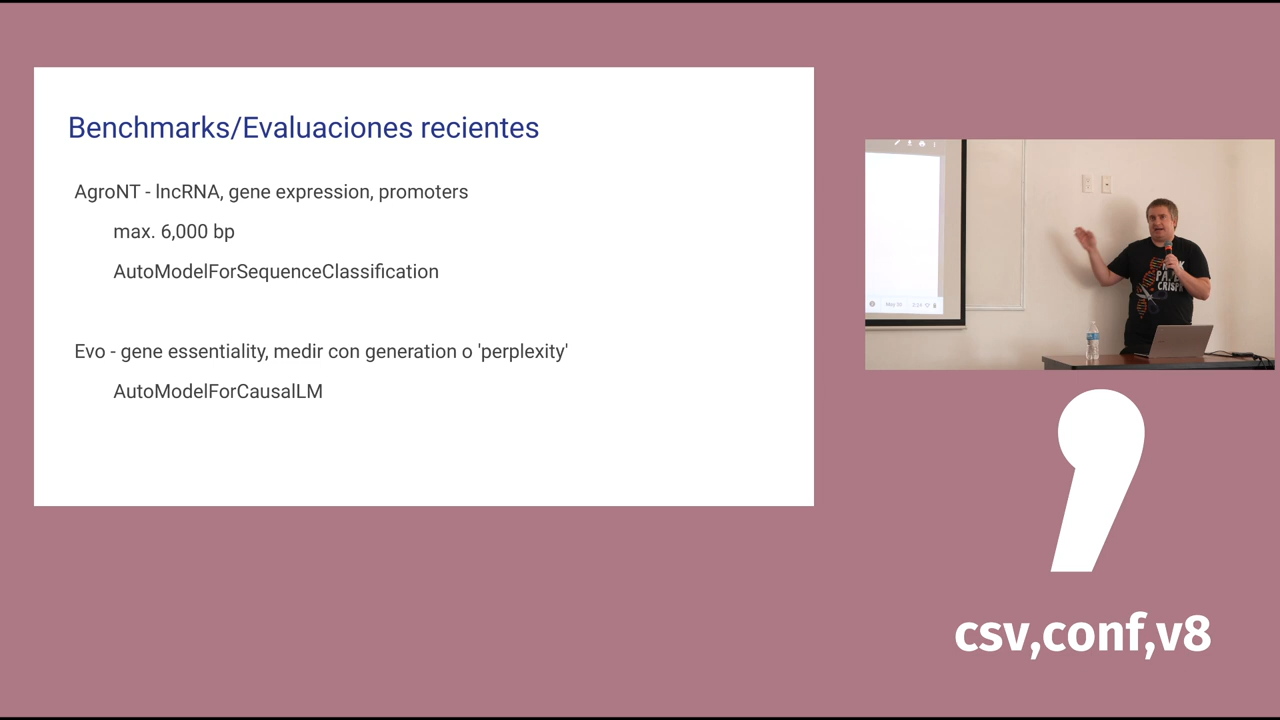 Benchmarks/Evaluaciones recientes
AgroNT - lncRNA, gene expression, promoters
max. 6,000 bp
AutoModelForSequenceClassification
Evo - gene essentiality, medir con generation o 'perplexity'
AutoModelForCausalLM
CRISPR
csv,conf,v8